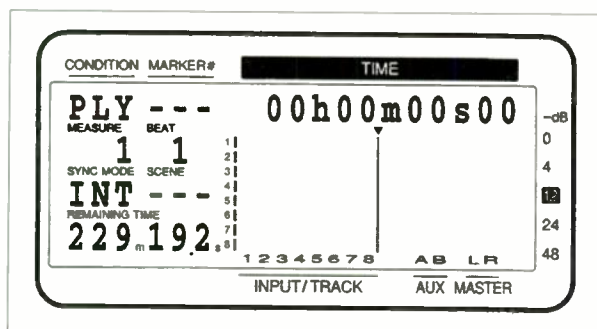 CONDITION MARKER# TIME
PLY --- 00h00m00s00
MEASURE BEAT
1 1
SYNC MODE SCENE
INT ---
REMAINING TIME
229m19.2s
1
2
3
4
5
6
7
8
-dB
0
4
12
24
48
1 2 3 4 5 6 7 8 A B L R
INPUT/TRACK AUX MASTER